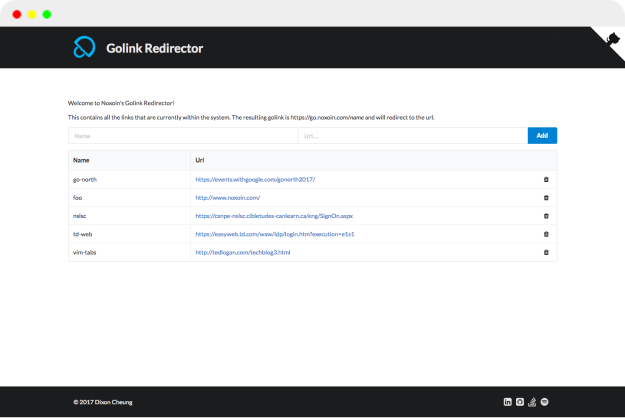 Golink Redirector
Welcome to Noxoin's Golink Redirector!
This contains all the links that are currently within the system. The resulting golink is https://go.noxoin.com/name and will redirect to the url.
Name Url... Add
Name Url
go-north https://events.withgoogle.com/gonorth2017/
foo http://www.noxoin.com/
nslsc https://csnpe-nslsc.cibletudes-canlearn.ca/eng/SignOn.aspx
td-web https://easyweb.td.com/waw/idp/login.htm?execution=e1s1
vim-tabs http://tedlogan.com/techblog3.html
© 2017 Dixon Cheung